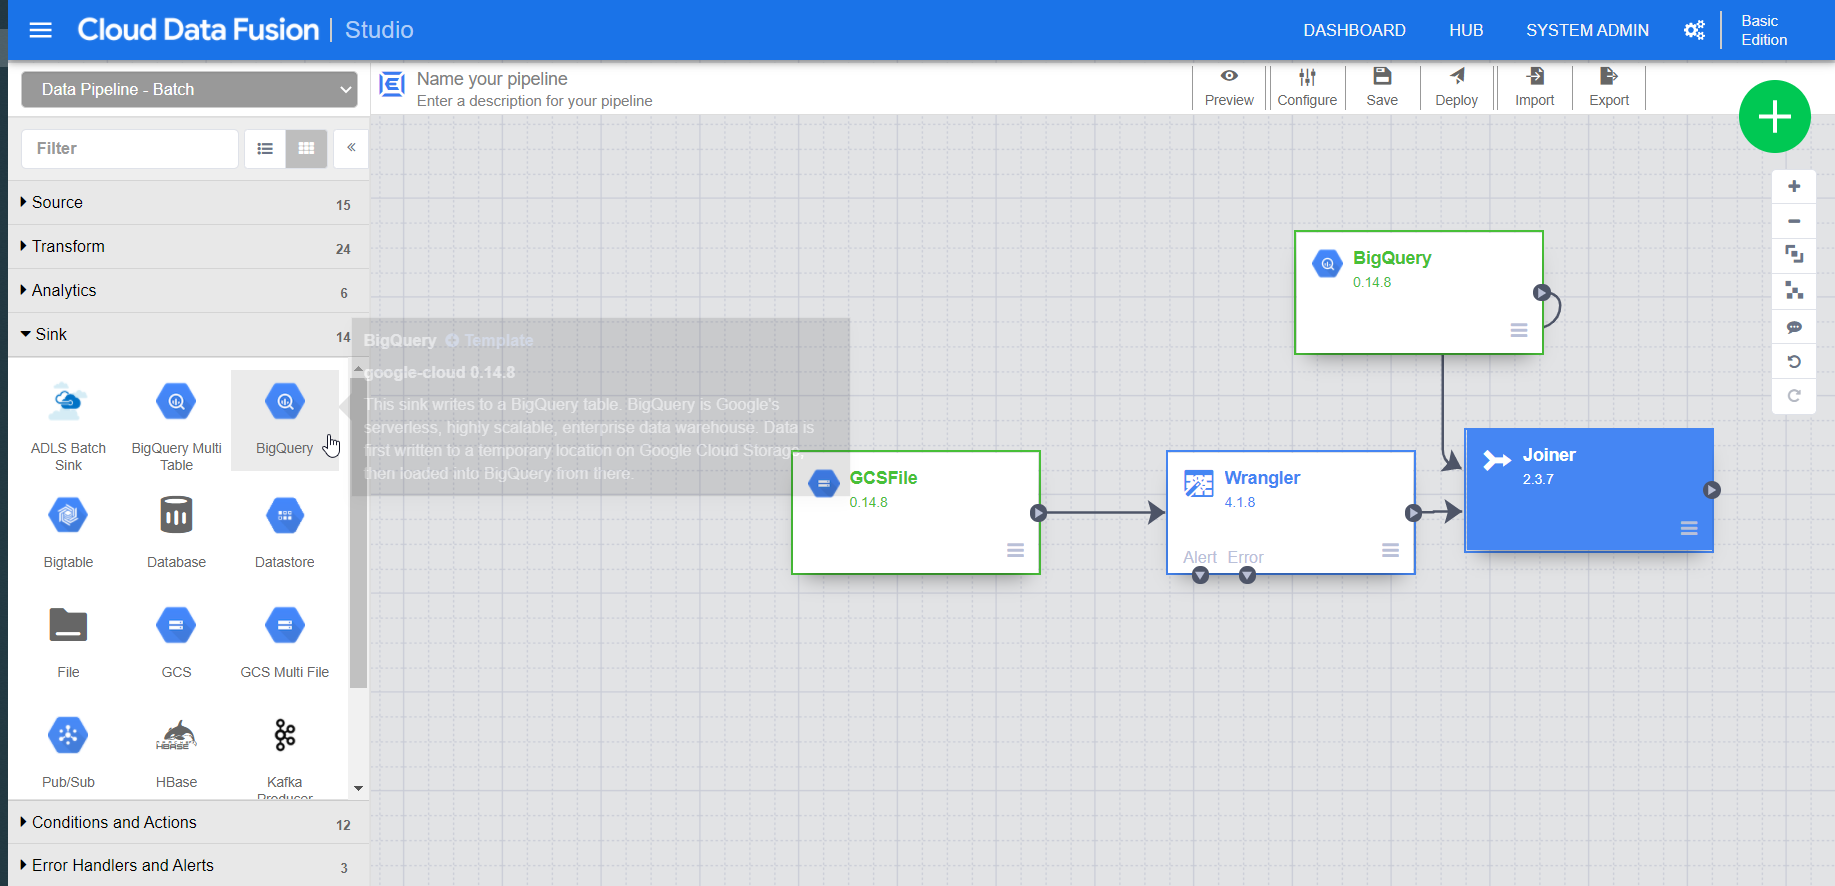 Cloud Data Fusion | Studio
DASHBOARD
HUB
SYSTEM ADMIN
Basic
Edition
Data Pipeline - Batch
Name your pipeline
Enter a description for your pipeline
Preview
Configure
Save
Deploy
Import
Export
Filter
Source 15
Transform 24
Analytics 6
Sink 14
ADLS Batch
Sink
BigQuery Multi
Table
BigQuery
Bigtable
Database
Datastore
File
GCS
GCS Multi File
Pub/Sub
HBASE
HBase
Kafka
Producer
Conditions and Actions 12
Error Handlers and Alerts 3
BigQuery Template
google-cloud 0.14.8
This sink writes to a BigQuery table. BigQuery is Google's
serverless, highly scalable, enterprise data warehouse. Data is
first written to a temporary location on Google Cloud Storage,
then loaded into BigQuery from there.
BigQuery
0.14.8
GCSFile
0.14.8
Wrangler
4.1.8
Alert Error
Joiner
2.3.7